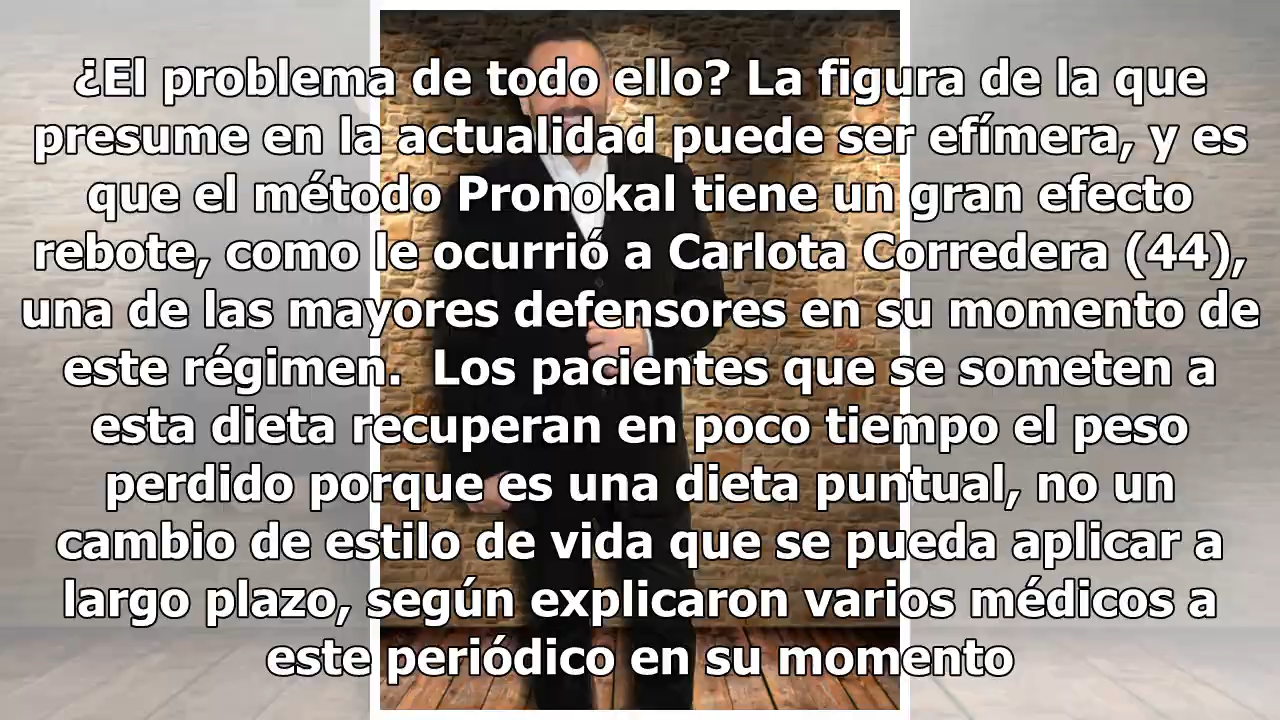 ¿El problema de todo ello? La figura de la que
presume en la actualidad puede ser efímera, y es
que el método Pronokal tiene un gran efecto
rebote, como le ocurrió a Carlota Corredera (44),
una de las mayores defensores en su momento de
este régimen.  Los pacientes que se someten a
esta dieta recuperan en poco tiempo el peso
perdido porque es una dieta puntual, no un
cambio de estilo de vida que se pueda aplicar a
largo plazo, según explicaron varios médicos a
este periódico en su momento